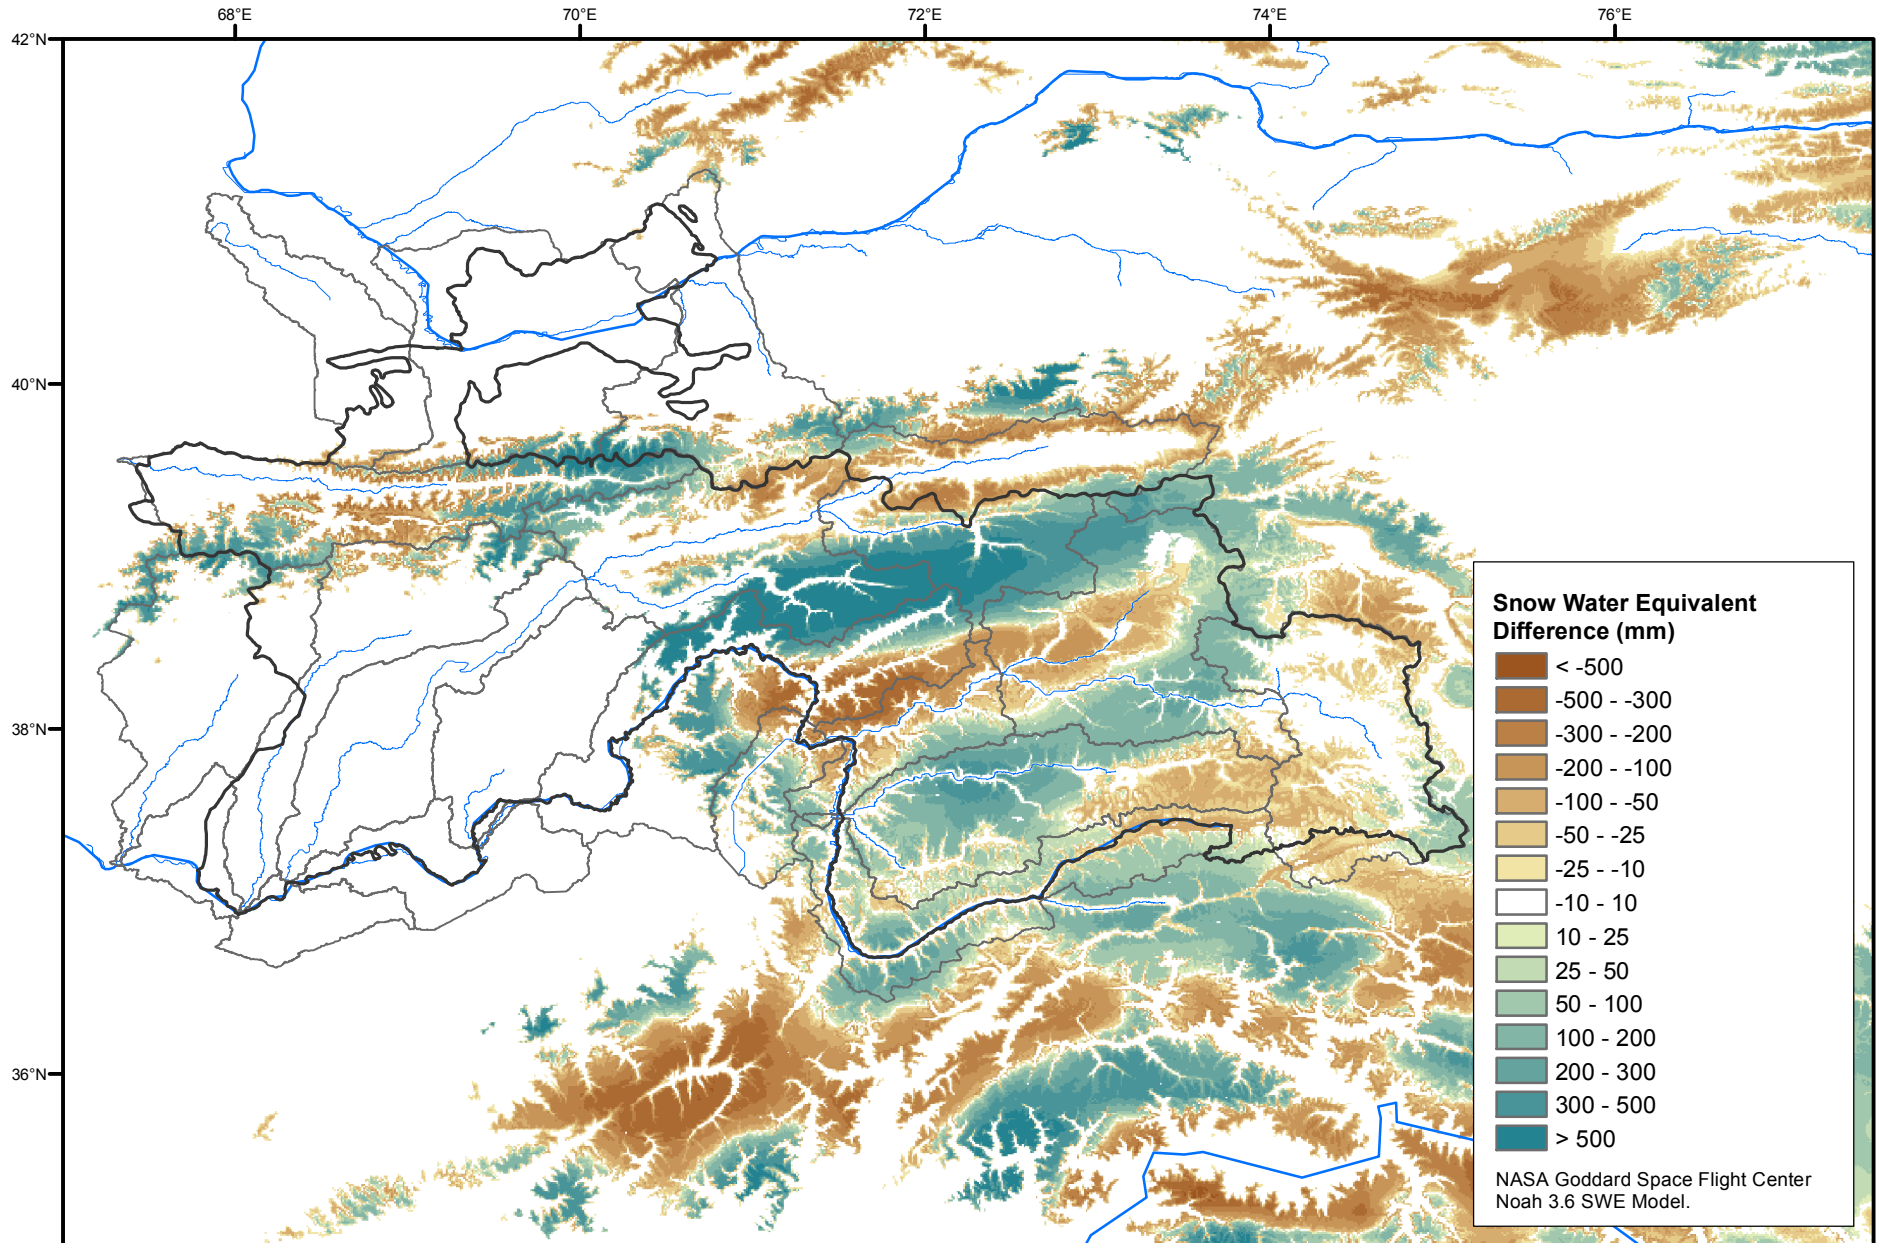 68°E 70°E 72°E 74°E 76°E
42°N
40°N
38°N
36°N
Snow Water Equivalent
Difference (mm)
< -500
-500 - -300
-300 - -200
-200 - -100
-100 - -50
-50 - -25
-25 - -10
-10 - 10
10 - 25
25 - 50
50 - 100
100 - 200
200 - 300
300 - 500
> 500
NASA Goddard Space Flight Center
Noah 3.6 SWE Model.